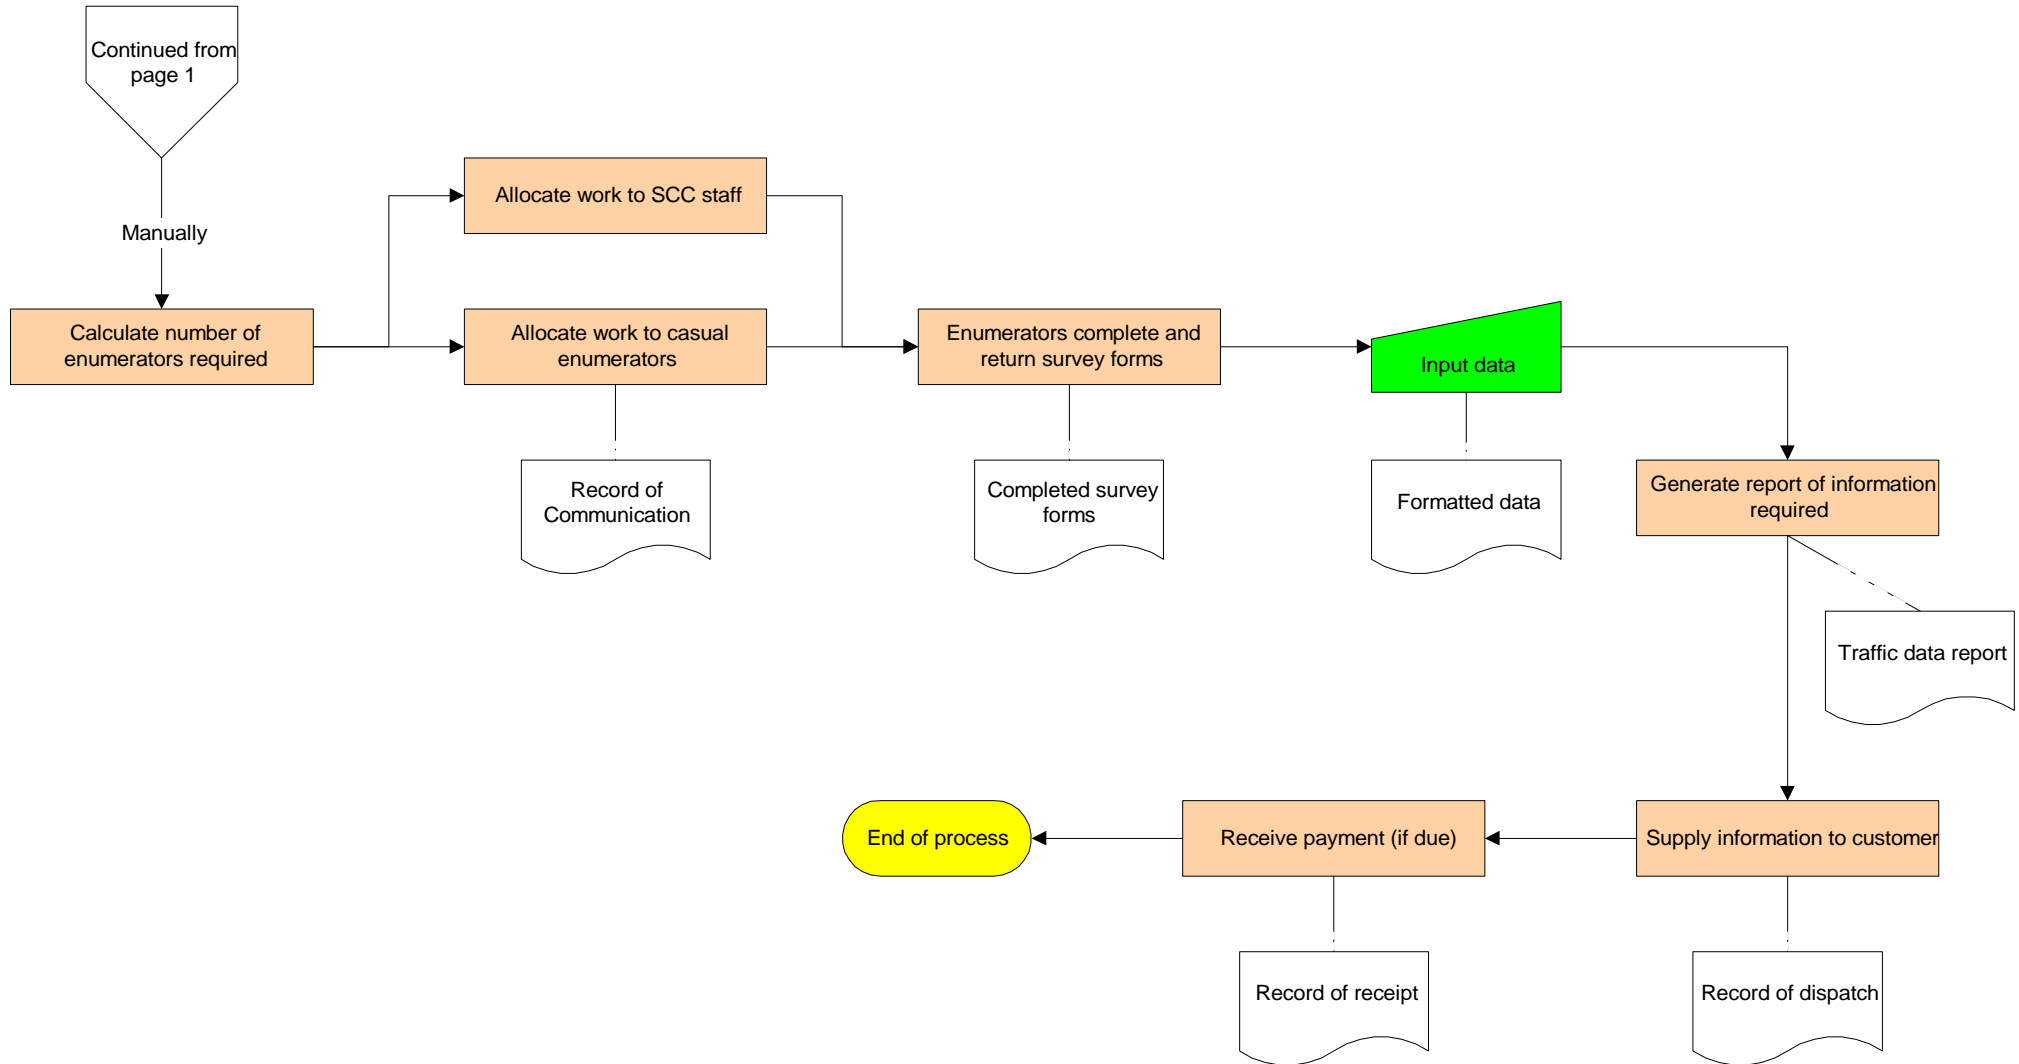 Continued from
page 1
Manually
Allocate work to SCC staff
Calculate number of
enumerators required
Allocate work to casual
enumerators
Enumerators complete and
return survey forms
Input data
Record of
Communication
Completed survey
forms
Formatted data
Generate report of information
required
Traffic data report
End of process
Receive payment (if due)
Supply information to customer
Record of receipt
Record of dispatch